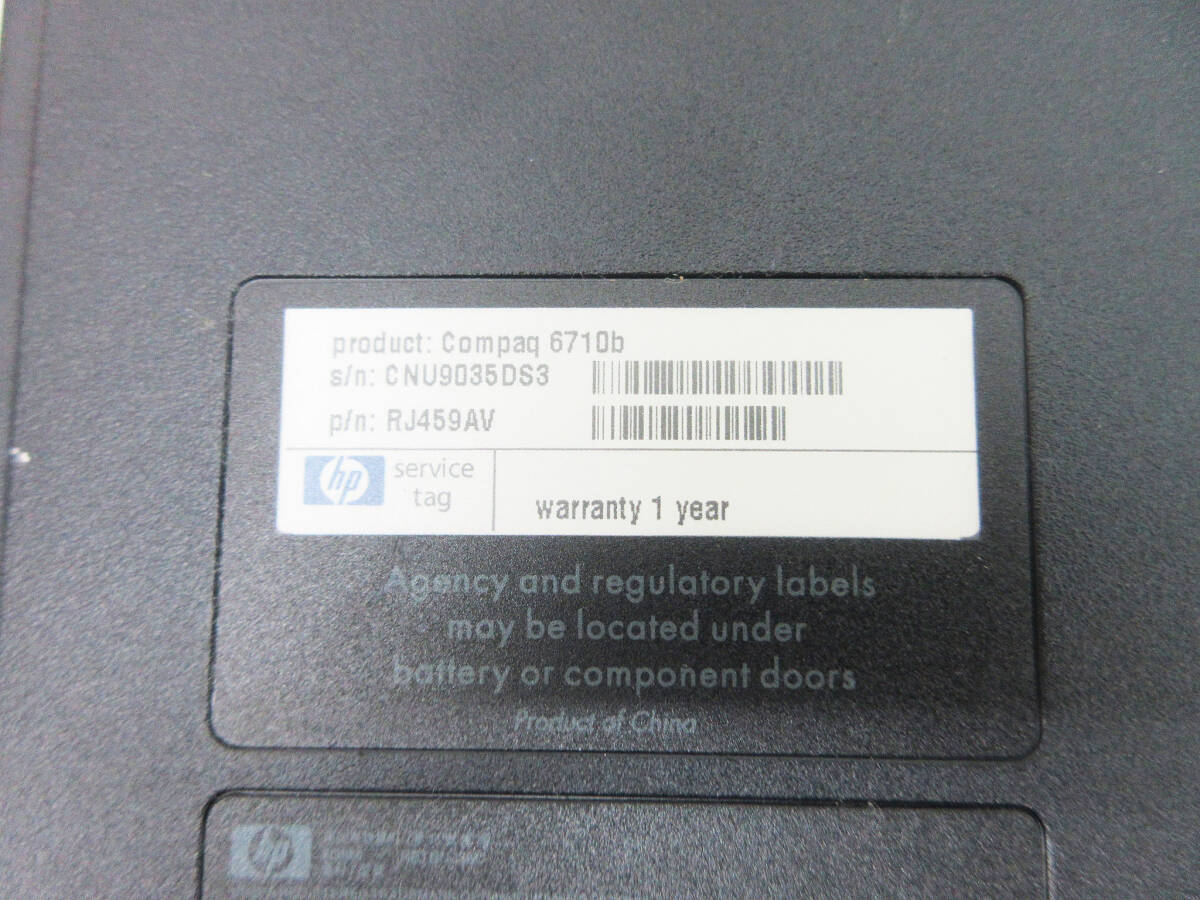 product: Compaq 6710b
s/n: CNU9035DS3
p/n: RJ459AV
hp service
tag
warranty 1 year
Agency and regulatory labels
may be located under
battery or component doors
Product of China
hp